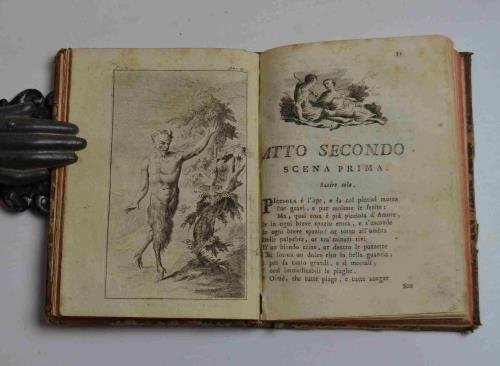 ATTO SECONDO
SCENA PRIMA.
Satiro solo.
Picciola è l'ape, e fa col picciol morso
Pur gravi, e pur moleste le ferite;
Ma, qual cosa è più picciola d'Amore,
Se in ogni breve spazio entra, e s'asconde
In ogni breve spazio? or sotto all'ombra
Delle palpebre, or tra' minuti rivi
D'un biondo crine, or dentro le pozzette
Che forma un dolce riso in bella guancia;
E pur fa tanto grandi, e sì mortali,
E così immedicabili le piaghe.
Oimè, che tutte piaga, e tutte sangue
Son